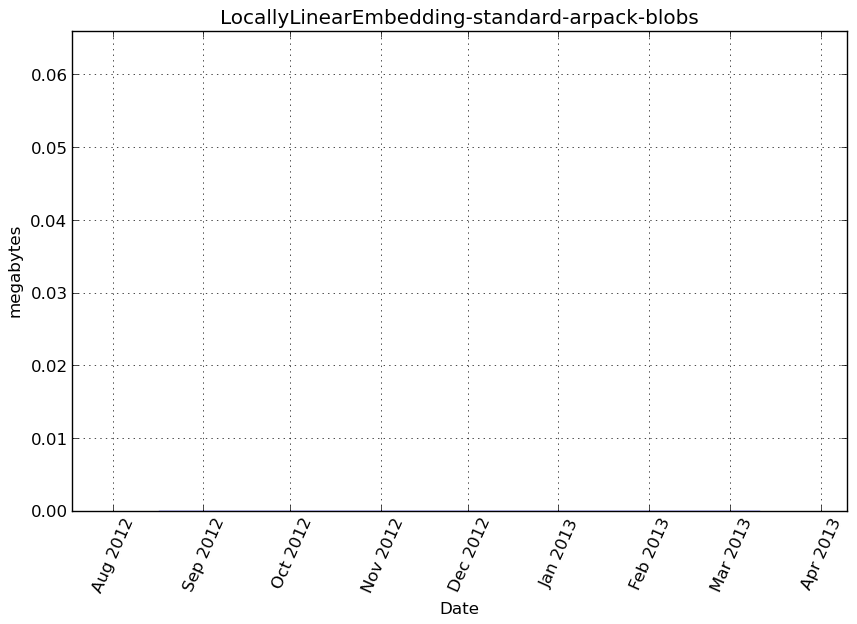 LocallyLinearEmbedding-standard-arpack-blobs
megabytes
0.06
0.05
0.04
0.03
0.02
0.01
0.00
Aug 2012
Sep 2012
Oct 2012
Nov 2012
Dec 2012
Jan 2013
Feb 2013
Mar 2013
Apr 2013
Date